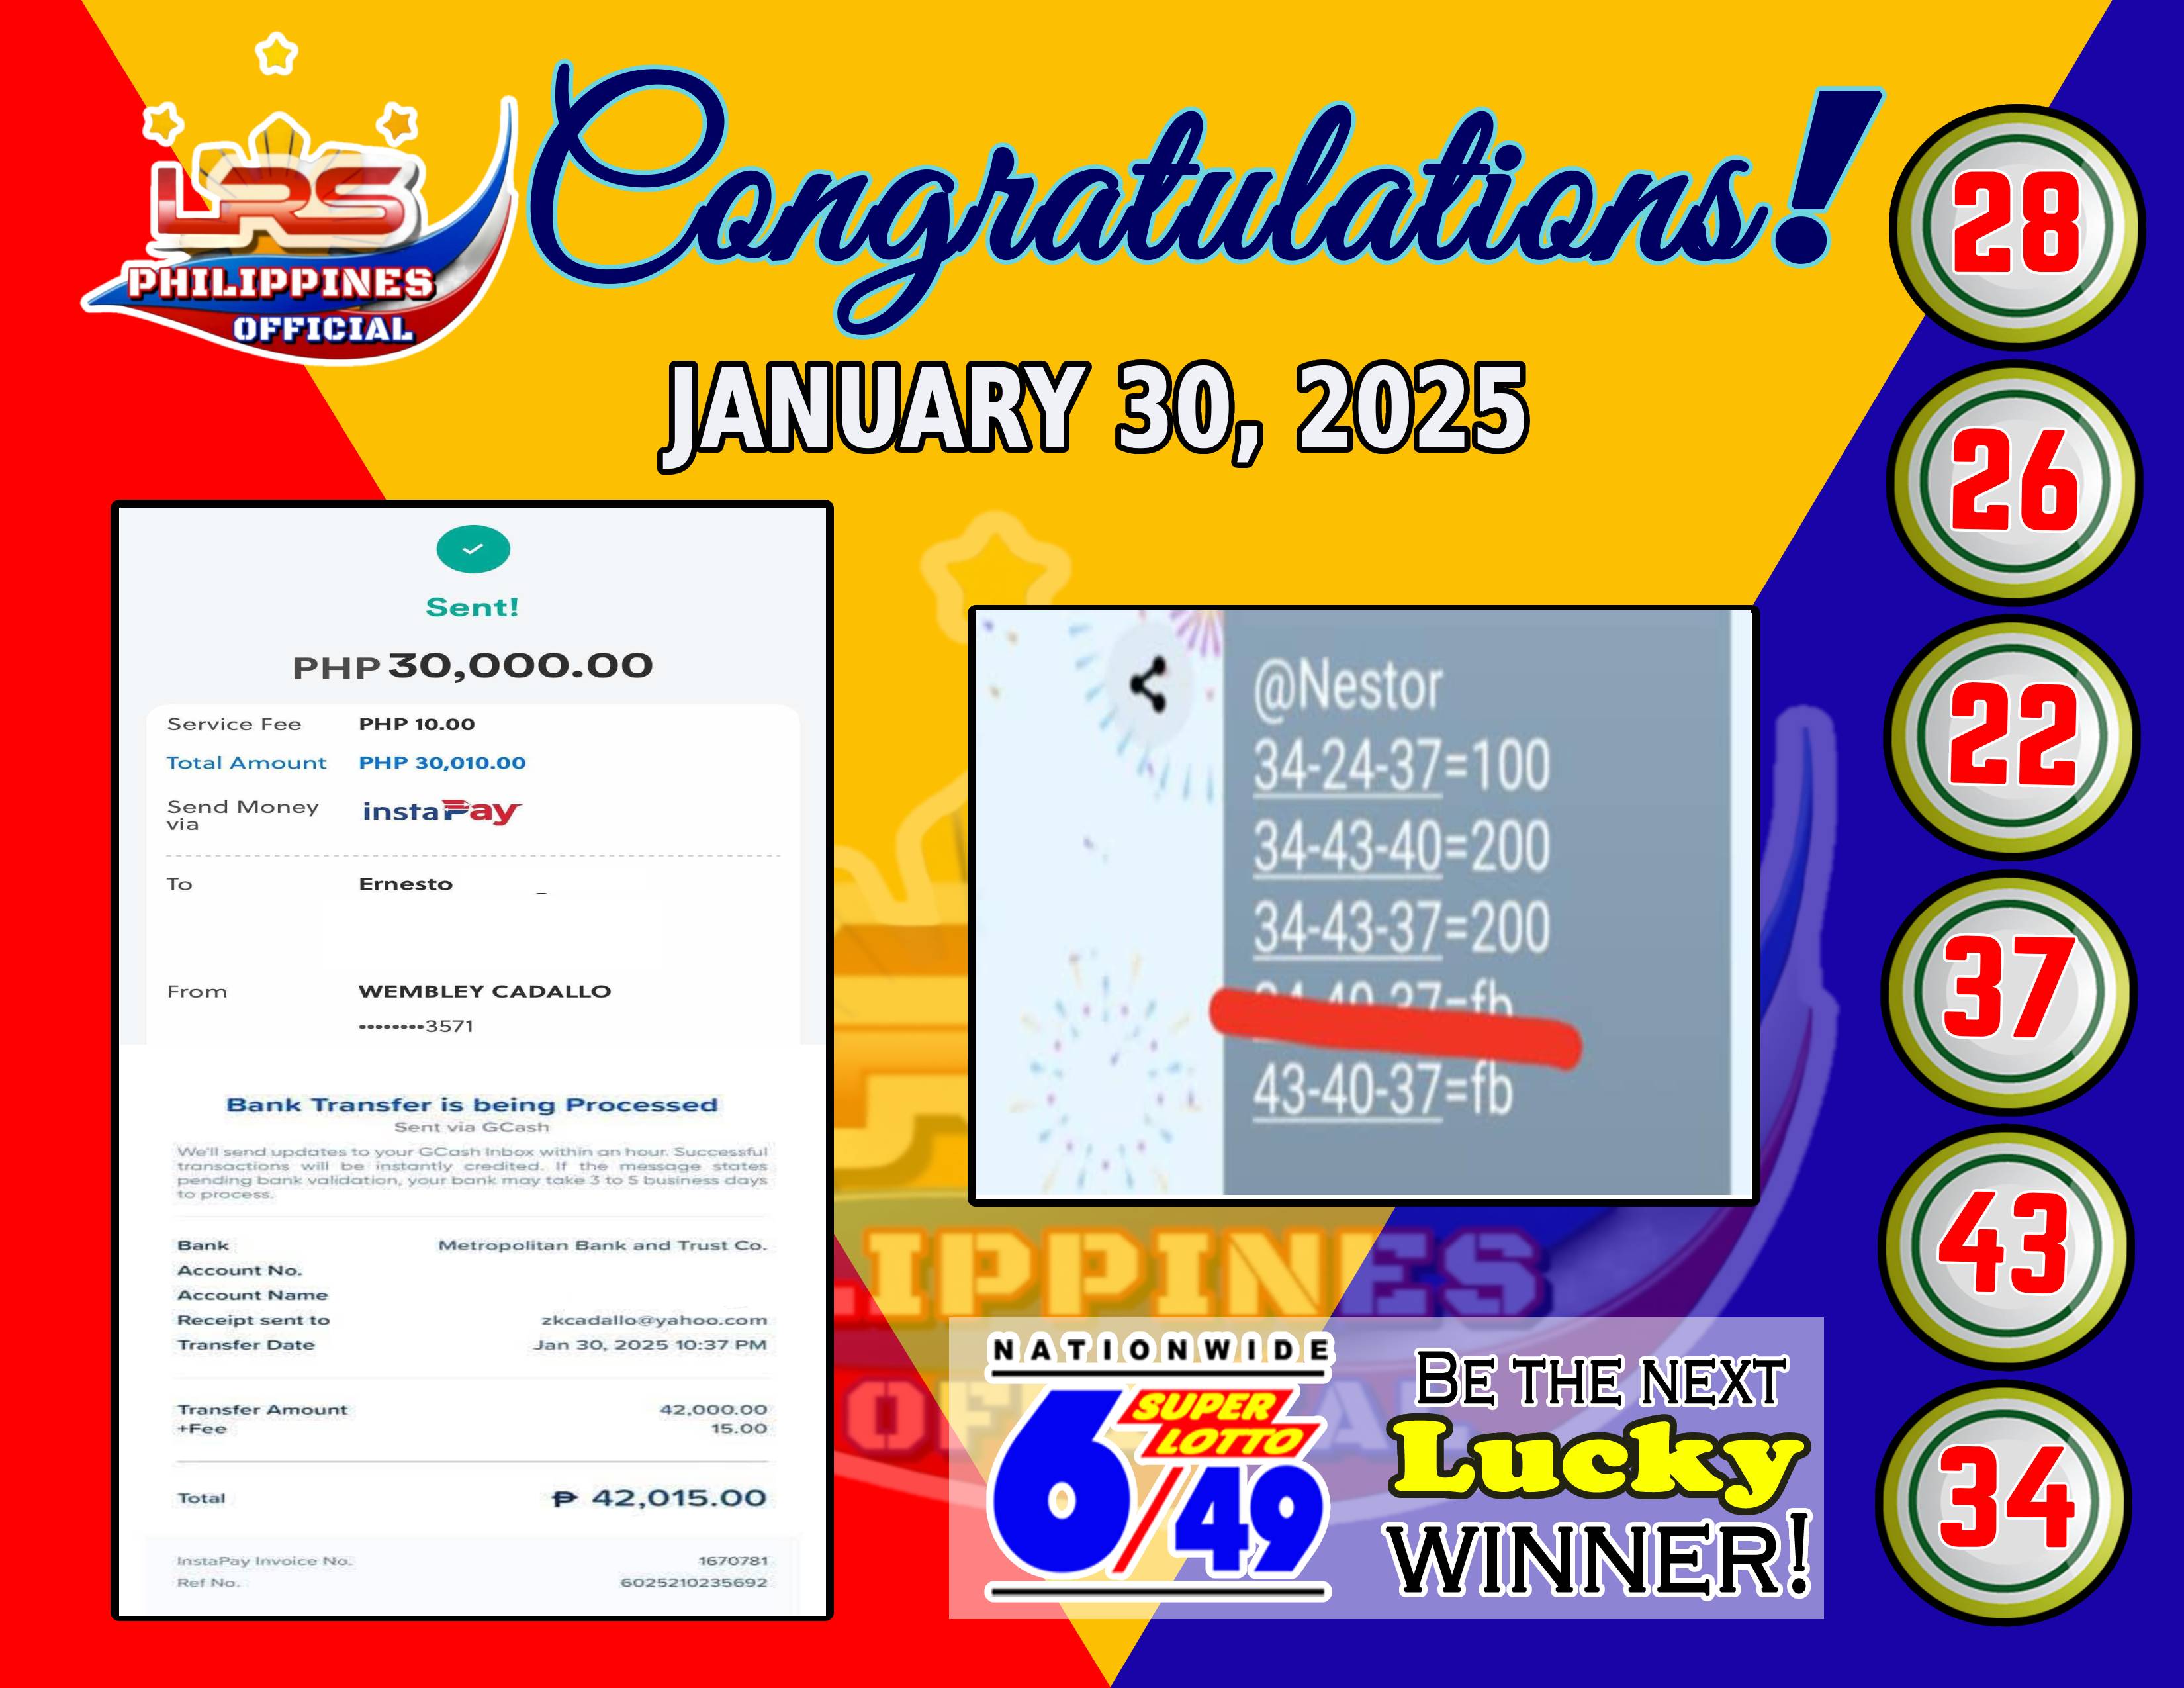 LRS
PHILIPPINES
OFFICIAL
Congratulations!
JANUARY 30, 2025
Sent!
PHP 30,000.00
Service Fee PHP 10.00
Total Amount PHP 30,010.00
Send Money via instaPay
To Ernesto
From WEMBLEY CADALLO
••••••••3571
Bank Transfer is being Processed
Sent via GCash
We'll send updates to your GCash Inbox within an hour. Successful
transactions will be instantly credited. If the message states
pending bank validation, your bank may take 3 to 5 business days
to process.
Bank Metropolitan Bank and Trust Co.
Account No.
Account Name
Receipt sent to zkcadallo@yahoo.com
Transfer Date Jan 30, 2025 10:37 PM
Transfer Amount 42,000.00
+Fee 15.00
Total ₱ 42,015.00
InstaPay Invoice No. 1670781
Ref No. 6025210235692
@Nestor
34-24-37=100
34-43-40=200
34-43-37=200
43-40-37=fb
NATIONWIDE
SUPER
LOTTO
6/49
BE THE NEXT
Lucky
WINNER!
28
26
22
37
43
34